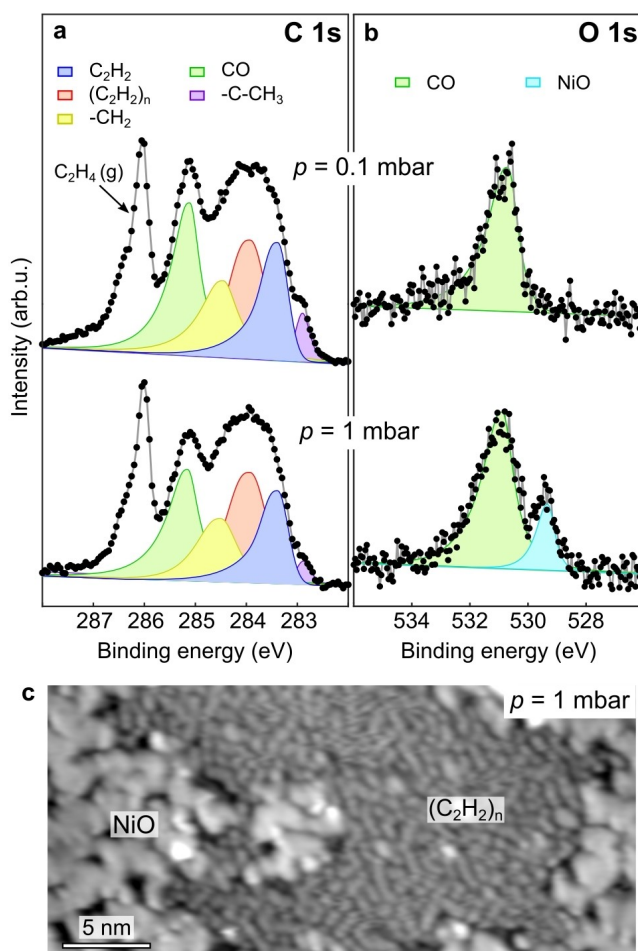 a
C 1s
C₂H₂
(C₂H₂)ₙ
-CH₂
CO
-C-CH₃
C₂H₄ (g)
b
O 1s
CO
NiO
p = 0.1 mbar
p = 1 mbar
Intensity (arb.u.)
287 286 285 284 283
Binding energy (eV)
534 532 530 528
Binding energy (eV)
c
p = 1 mbar
NiO
(C₂H₂)ₙ
5 nm